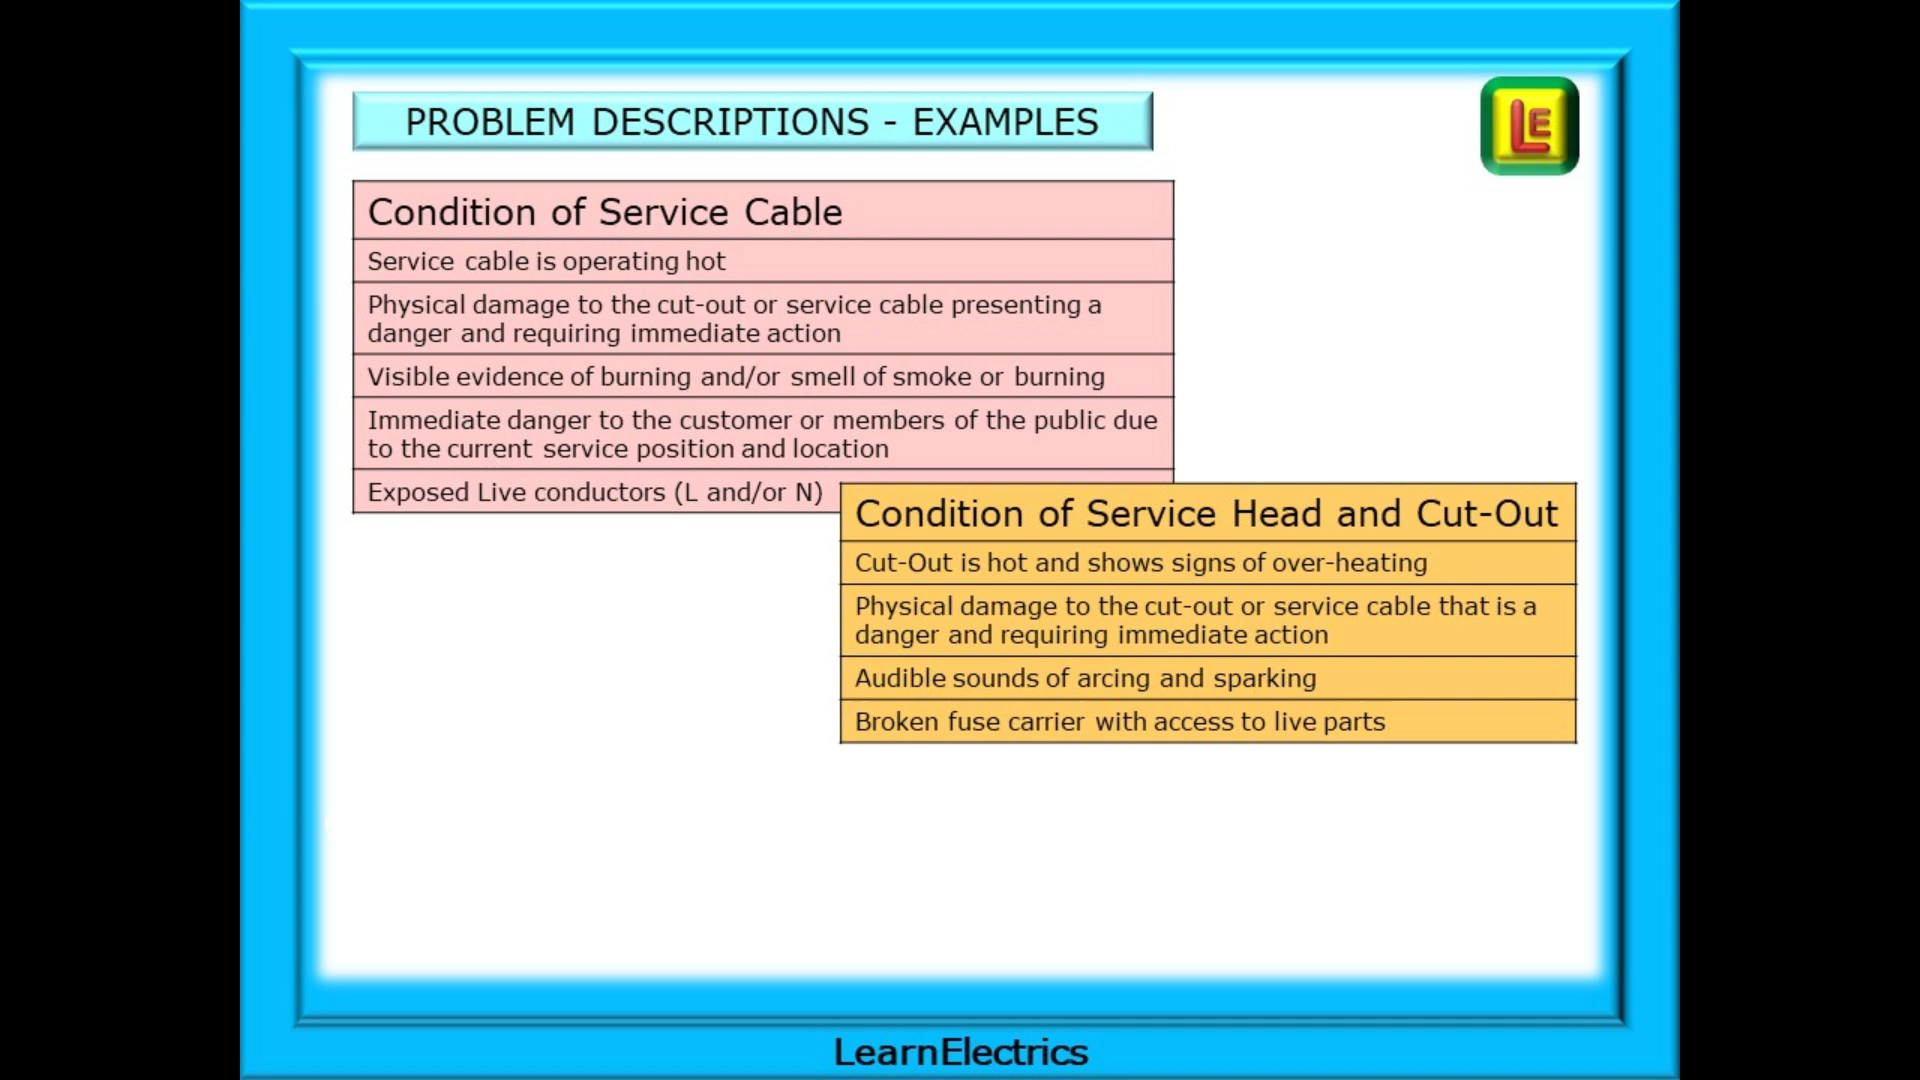 PROBLEM DESCRIPTIONS - EXAMPLES
LE
Condition of Service Cable
Service cable is operating hot
Physical damage to the cut-out or service cable presenting a
danger and requiring immediate action
Visible evidence of burning and/or smell of smoke or burning
Immediate danger to the customer or members of the public due
to the current service position and location
Exposed Live conductors (L and/or N)
Condition of Service Head and Cut-Out
Cut-Out is hot and shows signs of over-heating
Physical damage to the cut-out or service cable that is a
danger and requiring immediate action
Audible sounds of arcing and sparking
Broken fuse carrier with access to live parts
LearnElectrics